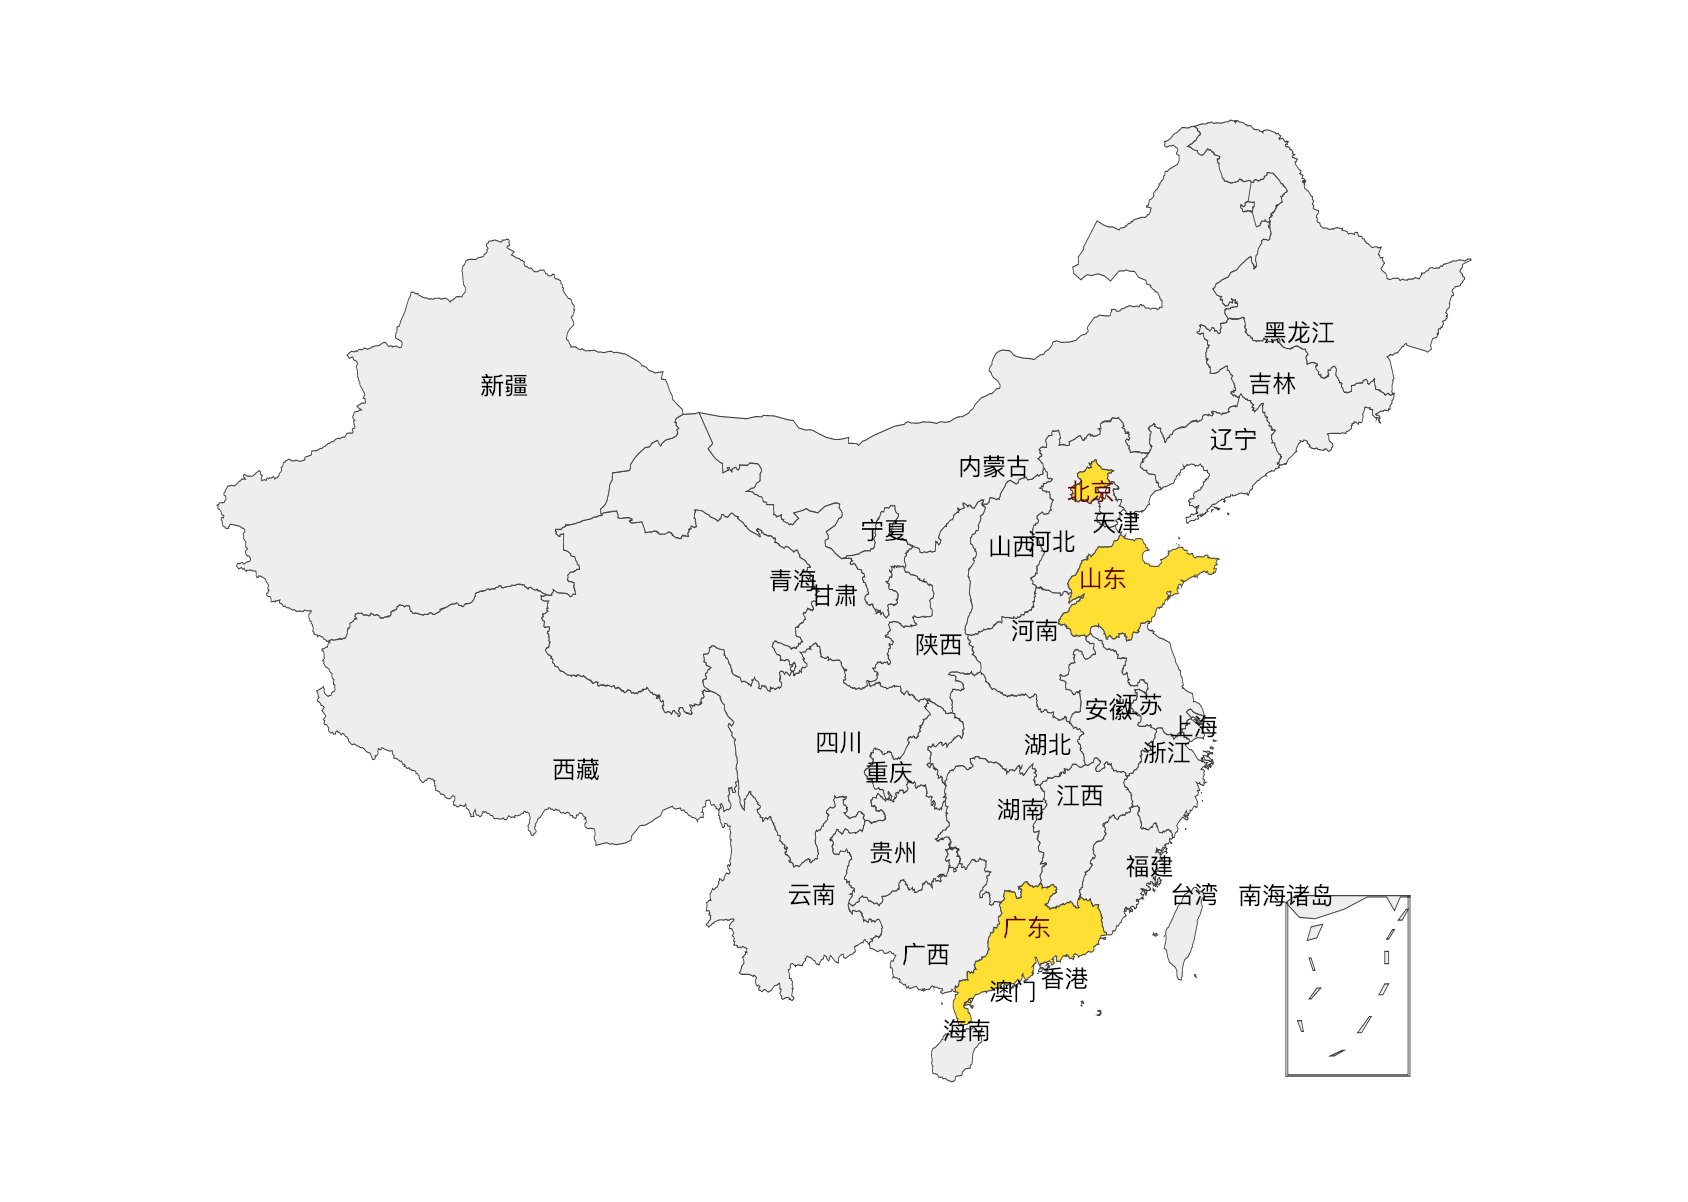 黑龙江
新疆
吉林
辽宁
内蒙古
北京
天津
宁夏
山西
河北
青海
山东
甘肃
河南
陕西
江苏
安徽
上海
四川
湖北
浙江
西藏
重庆
江西
湖南
贵州
福建
云南
台湾
南海诸岛
广东
广西
香港
澳门
海南